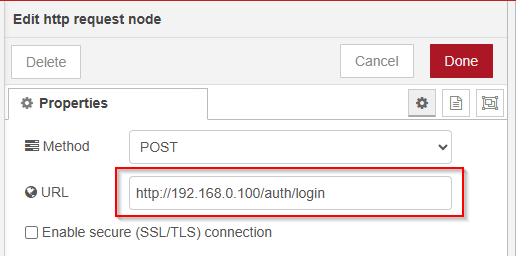 Edit http request node
Delete
Cancel
Done
Properties
Method
POST
URL
http://192.168.0.100/auth/login
Enable secure (SSL/TLS) connection